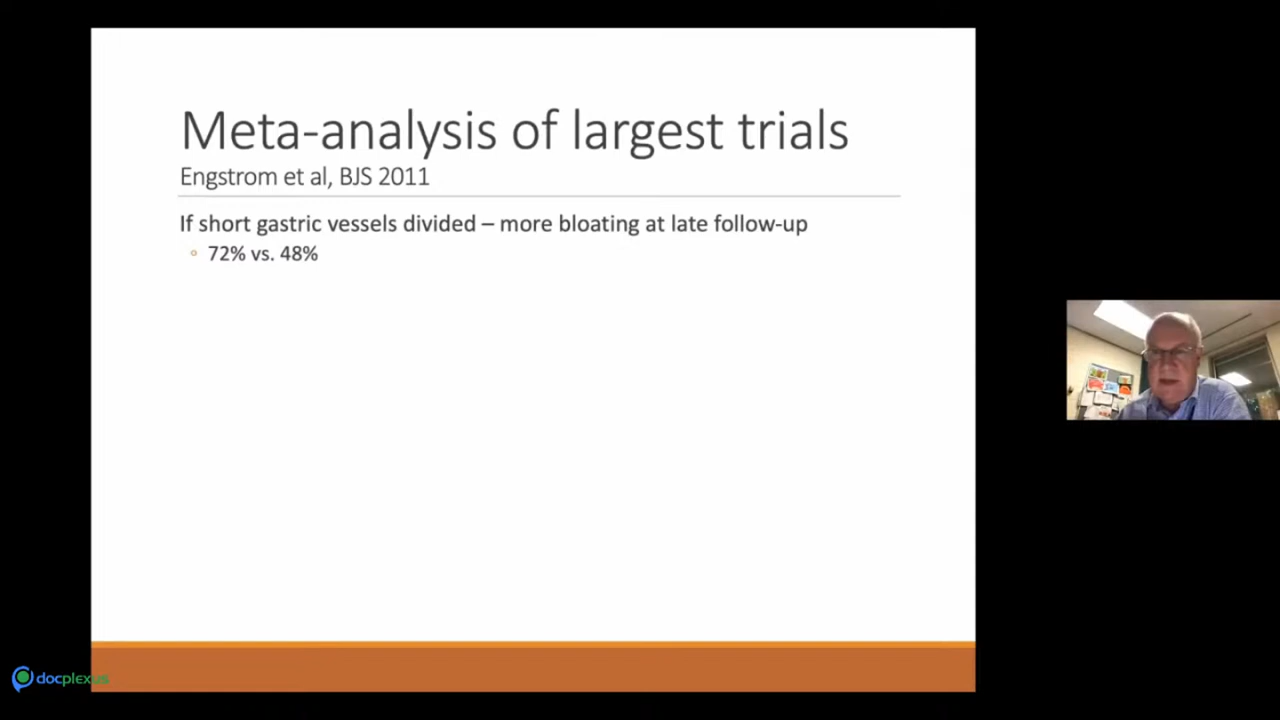 Meta-analysis of largest trials
Engstrom et al, BJS 2011
If short gastric vessels divided – more bloating at late follow-up
◦ 72% vs. 48%
docplexus